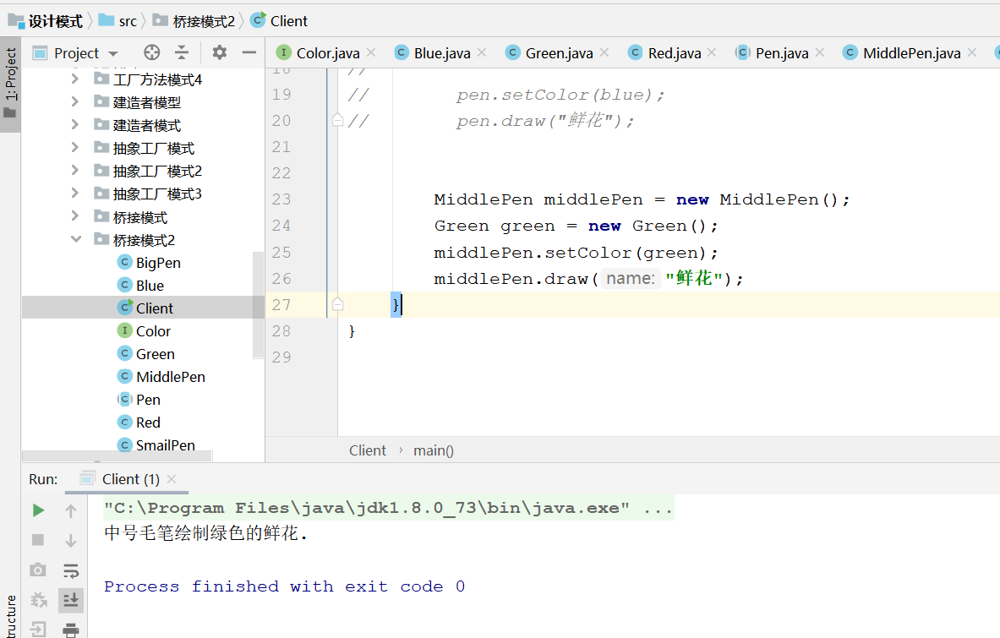 设计模式 src 桥接模式2 Client
1: Project
Project
Color.java Blue.java Green.java Red.java Pen.java MiddlePen.java
工厂方法模式4
建造者模型
建造者模式
抽象工厂模式
抽象工厂模式2
抽象工厂模式3
桥接模式
桥接模式2
BigPen
Blue
Client
Color
Green
MiddlePen
Pen
Red
SmailPen
18 //
19 // pen.setColor(blue);
20 // pen.draw("鲜花");
21
22
23 MiddlePen middlePen = new MiddlePen();
24 Green green = new Green();
25 middlePen.setColor(green);
26 middlePen.draw( name: "鲜花");
27 }
28 }
29
Client › main()
Run: Client (1)
"C:\Program Files\java\jdk1.8.0_73\bin\java.exe" ...
中号毛笔绘制绿色的鲜花.
Process finished with exit code 0
ructure